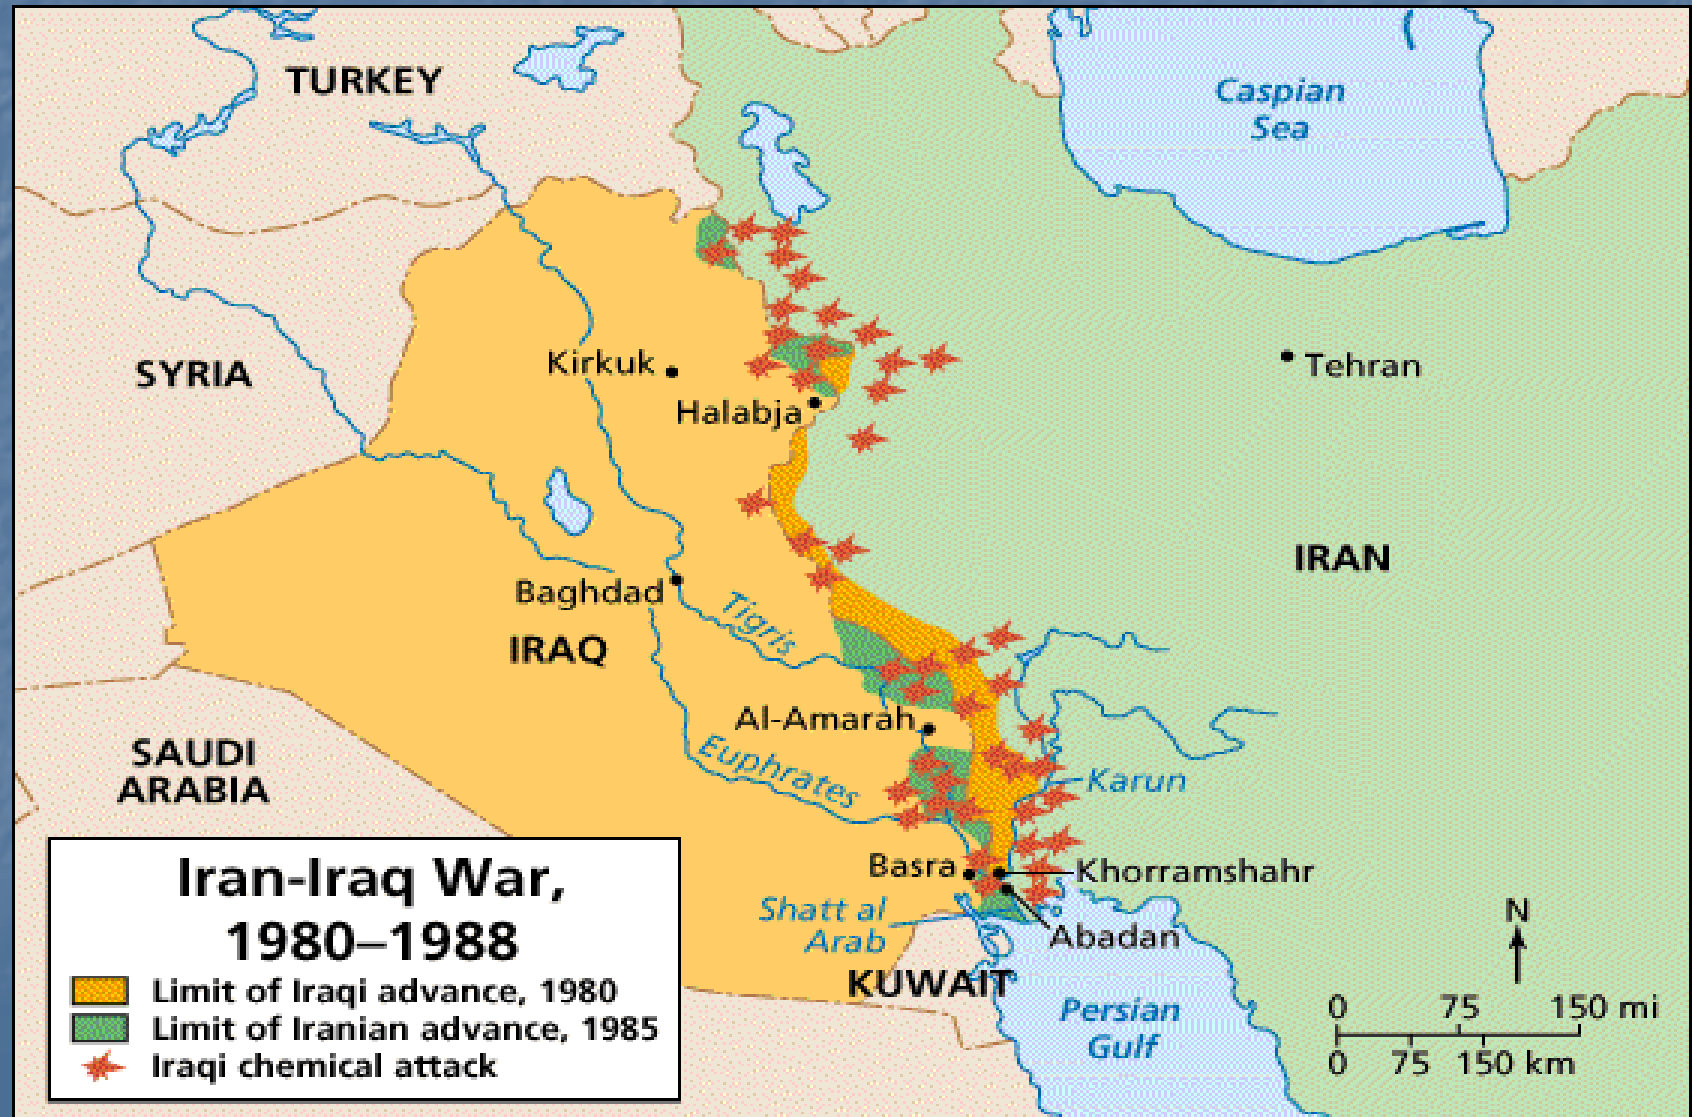 TURKEY
Caspian
Sea
SYRIA
Kirkuk
Tehran
Halabja
IRAN
Baghdad
Tigris
IRAQ
Al-Amarah
SAUDI
ARABIA
Euphrates
Karun
Basra
Khorramshahr
Shatt al
Arab
Abadan
KUWAIT
Persian
Gulf
N
0 75 150 mi
0 75 150 km
Iran-Iraq War,
1980–1988
Limit of Iraqi advance, 1980
Limit of Iranian advance, 1985
Iraqi chemical attack